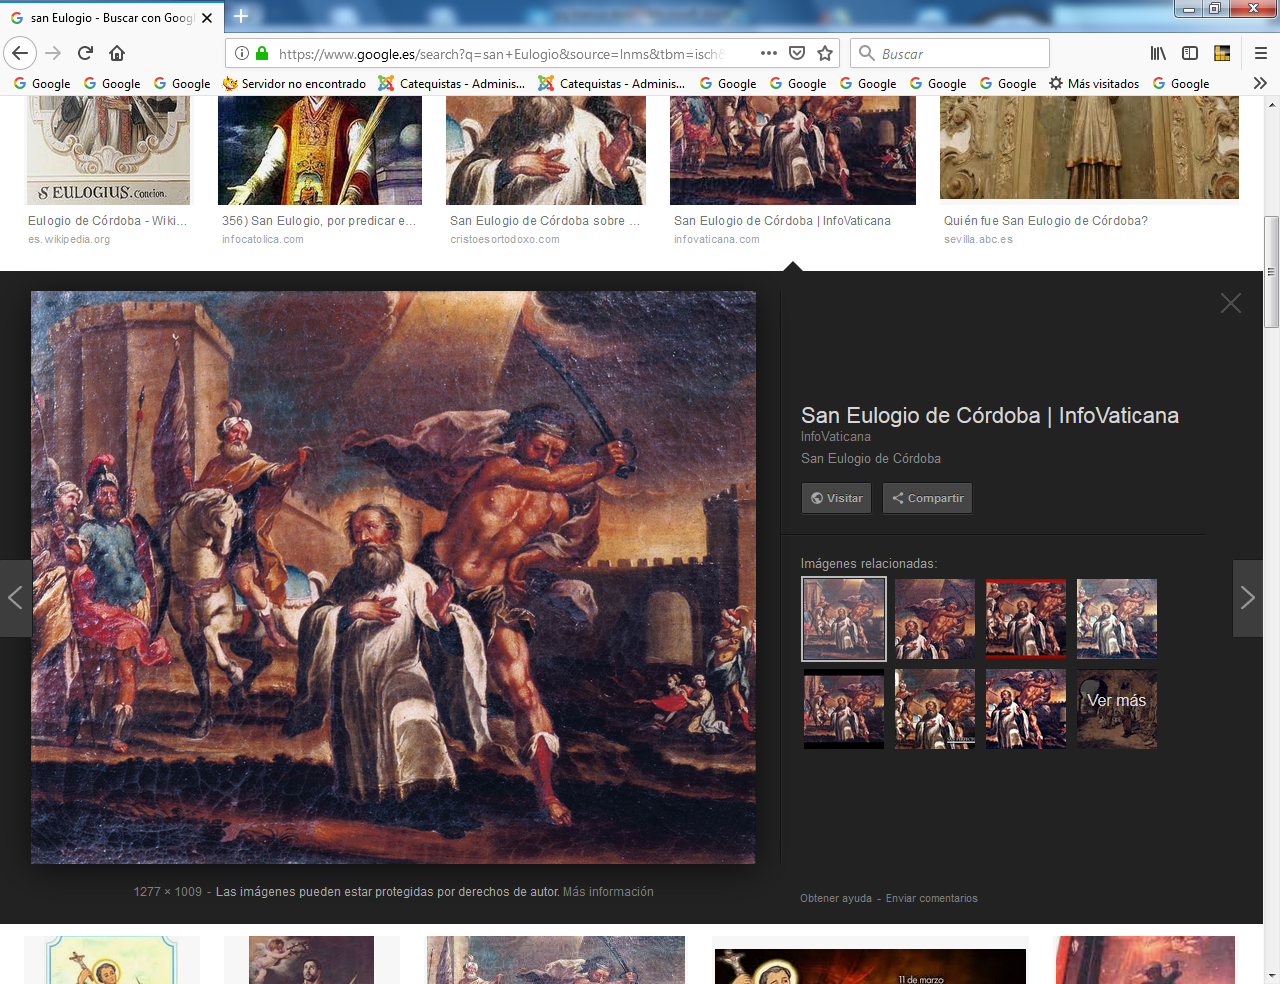 san Eulogio - Buscar con Goog
https://www.google.es/search?q=san+Eulogio&source=lnms&tbm=isch&
Buscar
Google
Google
Google
Servidor no encontrado
Catequistas - Adminis...
Catequistas - Adminis...
Google
Google
Google
Google
Google
Más visitados
Google
S EULOGIUS. Concion.
Eulogio de Córdoba - Wiki...
es.wikipedia.org
356) San Eulogio, por predicar e...
infocatolica.com
San Eulogio de Córdoba sobre ...
cristoesortodoxo.com
San Eulogio de Córdoba | InfoVaticana
infovaticana.com
Quién fue San Eulogio de Córdoba?
sevilla.abc.es
San Eulogio de Córdoba | InfoVaticana
InfoVaticana
San Eulogio de Córdoba
Visitar
Compartir
Imágenes relacionadas:
Ver más
1277 × 1009 - Las imágenes pueden estar protegidas por derechos de autor. Más información
Obtener ayuda - Enviar comentarios
11 de marzo